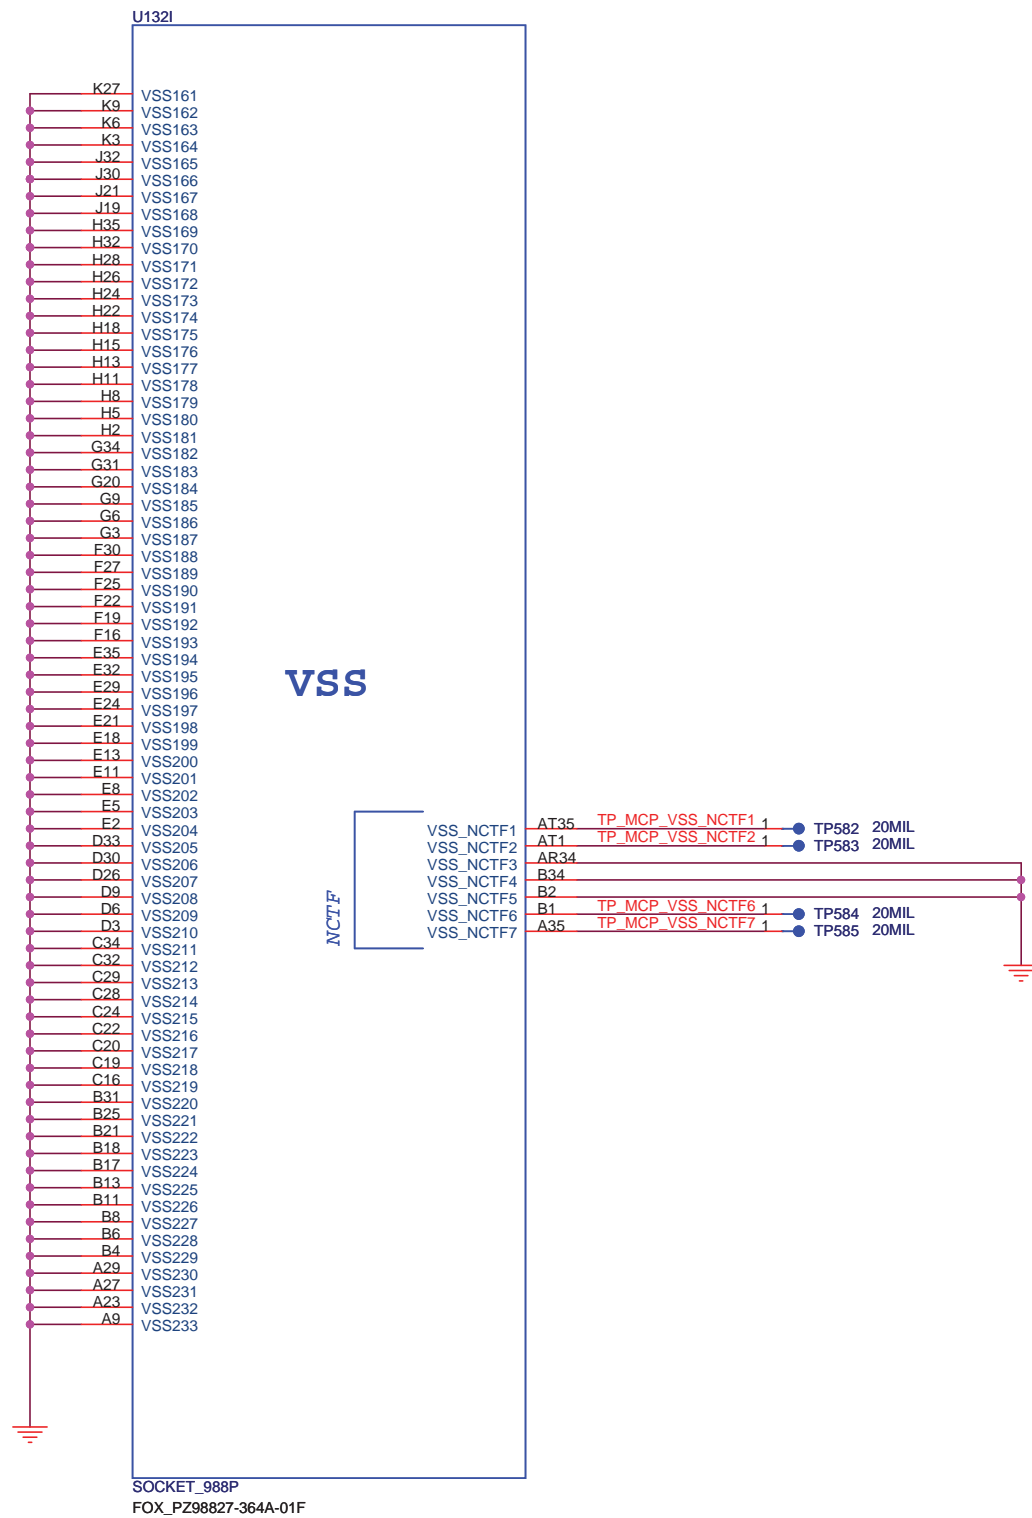 U132I
K27 VSS161
K9 VSS162
K6 VSS163
K3 VSS164
J32 VSS165
J30 VSS166
J21 VSS167
J19 VSS168
H35 VSS169
H32 VSS170
H28 VSS171
H26 VSS172
H24 VSS173
H22 VSS174
H18 VSS175
H15 VSS176
H13 VSS177
H11 VSS178
H8 VSS179
H5 VSS180
H2 VSS181
G34 VSS182
G31 VSS183
G20 VSS184
G9 VSS185
G6 VSS186
G3 VSS187
F30 VSS188
F27 VSS189
F25 VSS190
F22 VSS191
F19 VSS192
F16 VSS193
E35 VSS194
E32 VSS195
E29 VSS196
E24 VSS197
E21 VSS198
E18 VSS199
E13 VSS200
E11 VSS201
E8 VSS202
E5 VSS203
E2 VSS204
D33 VSS205
D30 VSS206
D26 VSS207
D9 VSS208
D6 VSS209
D3 VSS210
C34 VSS211
C32 VSS212
C29 VSS213
C28 VSS214
C24 VSS215
C22 VSS216
C20 VSS217
C19 VSS218
C16 VSS219
B31 VSS220
B25 VSS221
B21 VSS222
B18 VSS223
B17 VSS224
B13 VSS225
B11 VSS226
B8 VSS227
B6 VSS228
B4 VSS229
A29 VSS230
A27 VSS231
A23 VSS232
A9 VSS233
VSS
NCTF
VSS_NCTF1 AT35 TP_MCP_VSS_NCTF1 1 TP582 20MIL
VSS_NCTF2 AT1 TP_MCP_VSS_NCTF2 1 TP583 20MIL
VSS_NCTF3 AR34
VSS_NCTF4 B34
VSS_NCTF5 B2
VSS_NCTF6 B1 TP_MCP_VSS_NCTF6 1 TP584 20MIL
VSS_NCTF7 A35 TP_MCP_VSS_NCTF7 1 TP585 20MIL
SOCKET_988P
FOX_PZ98827-364A-01F